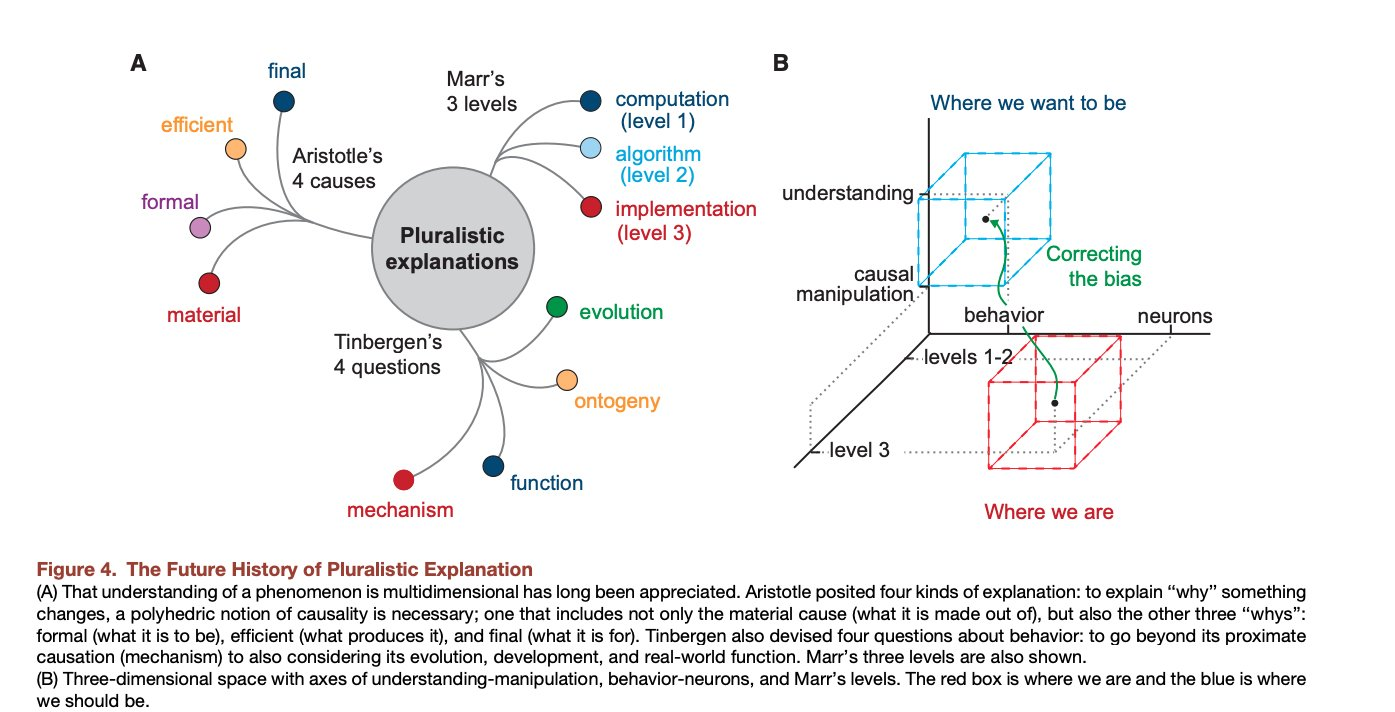 A
final
efficient
Aristotle's
4 causes
formal
material
Marr's
3 levels
computation
(level 1)
algorithm
(level 2)
implementation
(level 3)
Pluralistic
explanations
Tinbergen's
4 questions
evolution
ontogeny
function
mechanism
B
Where we want to be
understanding
causal
manipulation
Correcting
the bias
behavior
neurons
levels 1-2
level 3
Where we are
Figure 4. The Future History of Pluralistic Explanation
(A) That understanding of a phenomenon is multidimensional has long been appreciated. Aristotle posited four kinds of explanation: to explain “why” something
changes, a polyhedric notion of causality is necessary; one that includes not only the material cause (what it is made out of), but also the other three “whys”:
formal (what it is to be), efficient (what produces it), and final (what it is for). Tinbergen also devised four questions about behavior: to go beyond its proximate
causation (mechanism) to also considering its evolution, development, and real-world function. Marr’s three levels are also shown.
(B) Three-dimensional space with axes of understanding-manipulation, behavior-neurons, and Marr’s levels. The red box is where we are and the blue is where
we should be.